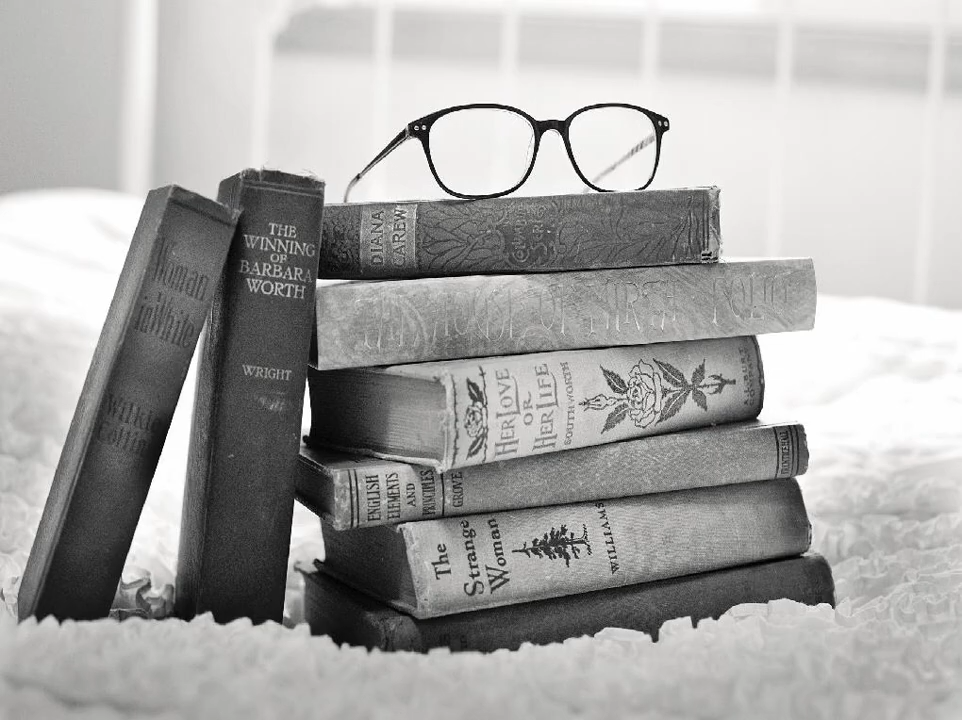 Woman
in White
Wilkie
Collins
THE
WINNING
OF
BARBARA
WORTH
WRIGHT
DIANA
CAREW
HER LOVE
OR
HER LIFE
SOUTHWORTH
ENGLISH
ELEMENTS
AND
PRINCIPLES
GROVE
The
Strange
Woman
WILLIAMS